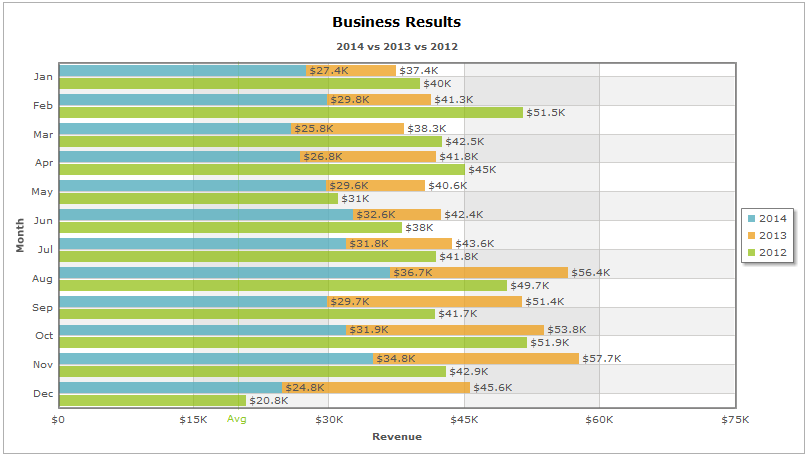 Business Results
2014 vs 2013 vs 2012
Month
Jan $27.4K $37.4K
$40K
Feb $29.8K $41.3K
$51.5K
Mar $25.8K $38.3K
$42.5K
Apr $26.8K $41.8K
$45K
May $29.6K $40.6K
$31K
Jun $32.6K $42.4K
$38K
Jul $31.8K $43.6K
$41.8K
Aug $36.7K $56.4K
$49.7K
Sep $29.7K $51.4K
$41.7K
Oct $31.9K $53.8K
$51.9K
Nov $34.8K $57.7K
$42.9K
Dec $24.8K $45.6K
$20.8K
$0 $15K Avg $30K $45K $60K $75K
Revenue
2014
2013
2012